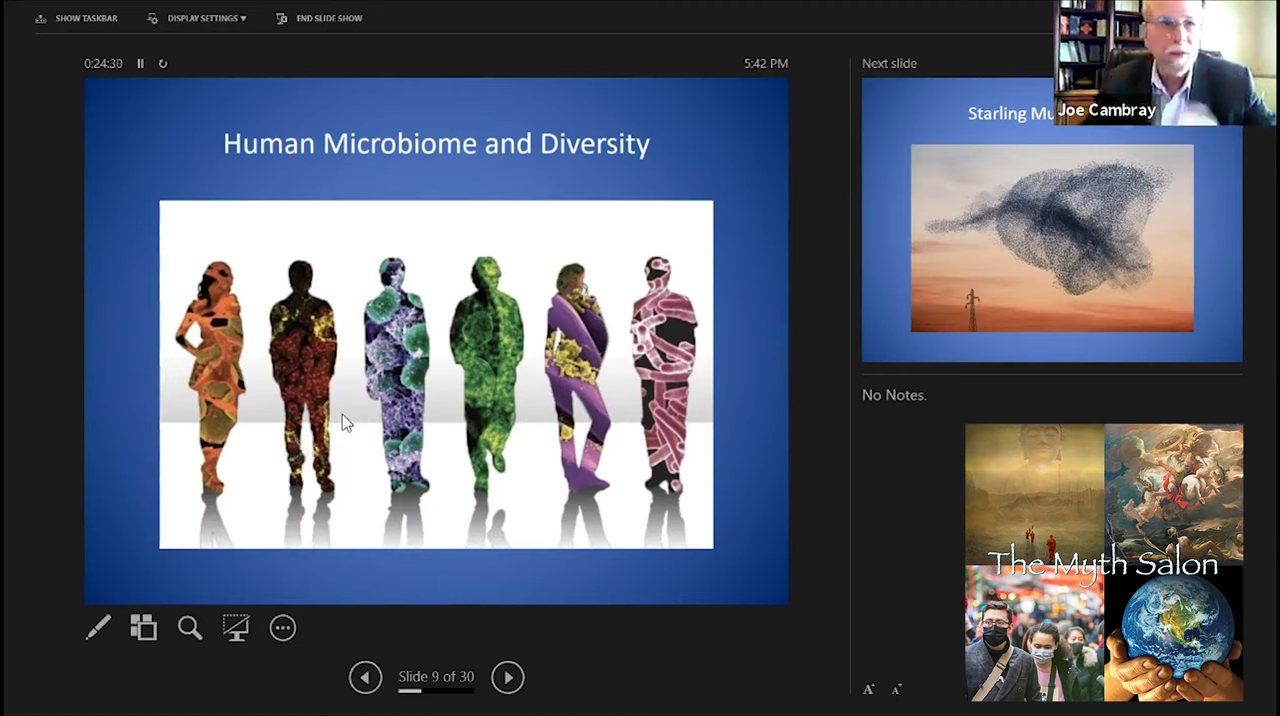 SHOW TASKBAR
DISPLAY SETTINGS ▼
END SLIDE SHOW
0:24:30
5:42 PM
Next slide
Human Microbiome and Diversity
Starling Mu
Joe Cambray
No Notes.
The Myth Salon
Slide 9 of 30
A
A